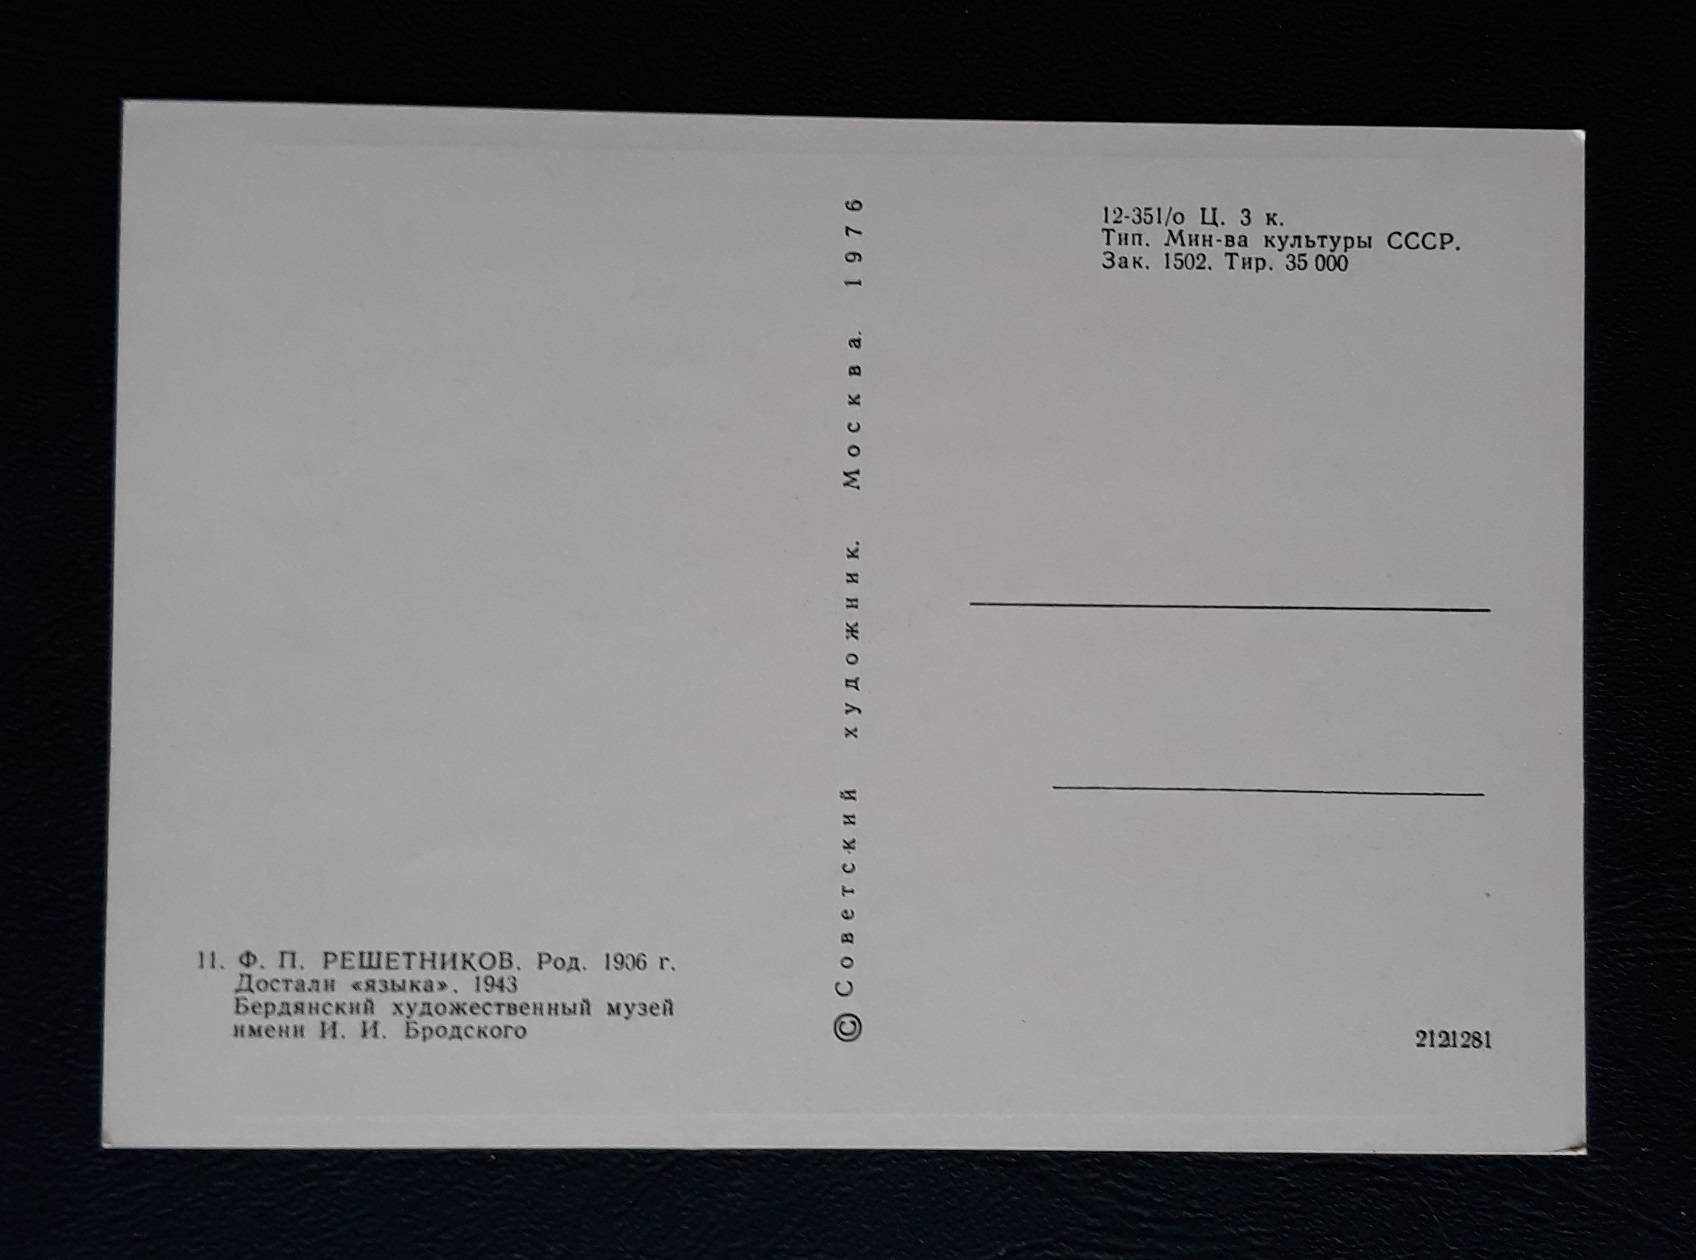 11. Ф. П. РЕШЕТНИКОВ. Род. 1906 г.
Достали «языка». 1943
Бердянский художественный музей
имени И. И. Бродского
© Советский художник. Москва. 1976
12-351/о Ц. 3 к.
Тип. Мин-ва культуры СССР.
Зак. 1502. Тир. 35 000
2121281